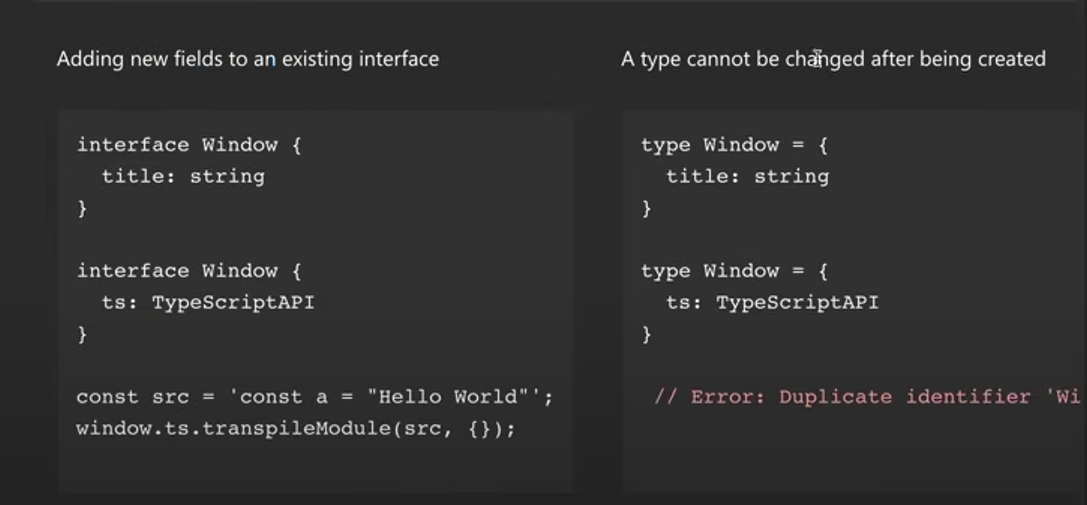 Adding new fields to an existing interface
interface Window {
  title: string
}
interface Window {
  ts: TypeScriptAPI
}
const src = 'const a = "Hello World"';
window.ts.transpileModule(src, {});
A type cannot be changed after being created
type Window = {
  title: string
}
type Window = {
  ts: TypeScriptAPI
}
// Error: Duplicate identifier 'Wi